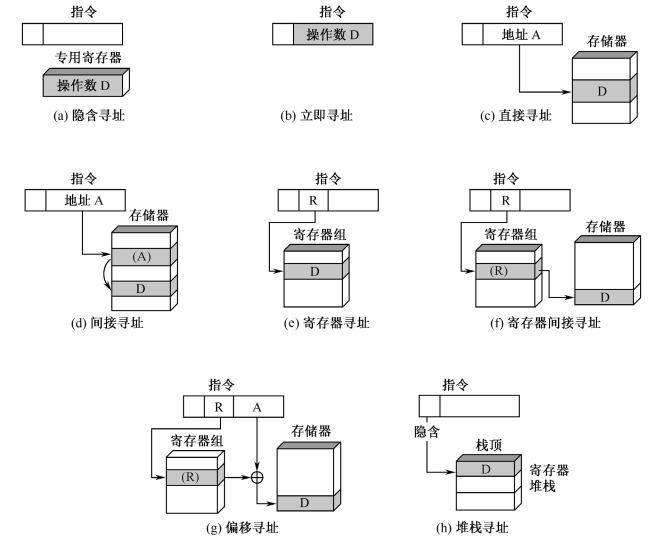 指令
专用寄存器
操作数 D
(a) 隐含寻址
指令
操作数 D
(b) 立即寻址
指令
地址 A
存储器
D
(c) 直接寻址
指令
地址 A
存储器
(A)
D
(d) 间接寻址
指令
R
寄存器组
D
(e) 寄存器寻址
指令
R
寄存器组
存储器
(R)
D
(f) 寄存器间接寻址
指令
R A
寄存器组
存储器
(R)
D
(g) 偏移寻址
指令
隐含
栈顶
D
寄存器
堆栈
(h) 堆栈寻址